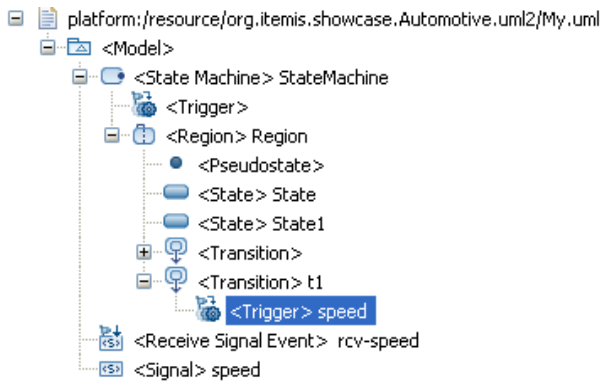 platform:/resource/org.itemis.showcase.Automotive.uml2/My.uml
<Model>
<State Machine> StateMachine
<Trigger>
<Region> Region
<Pseudostate>
<State> State
<State> State1
<Transition>
<Transition> t1
<Trigger> speed
<Receive Signal Event> rcv-speed
<Signal> speed